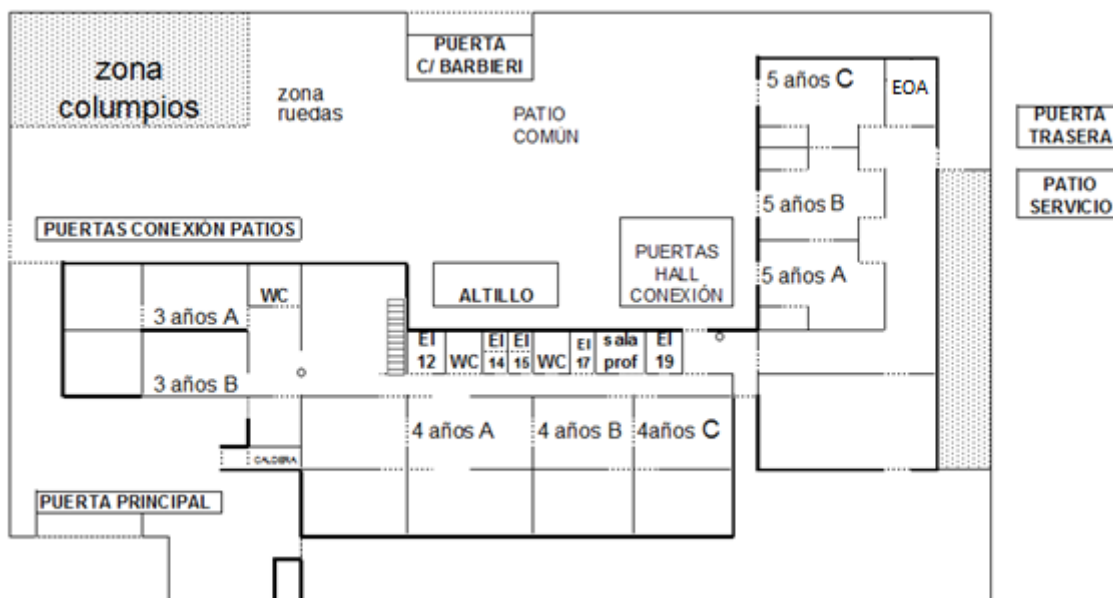 zona
columpios
zona
ruedas
PUERTA
C/ BARBIERI
PATIO
COMÚN
5 años C
EOA
PUERTA
TRASERA
PATIO
SERVICIO
5 años B
5 años A
PUERTAS CONEXIÓN PATIOS
PUERTAS
HALL
CONEXIÓN
ALTILLO
WC
3 años A
3 años B
EI
12
WC
EI
14
EI
15
WC
EI
17
sala
prof
EI
19
4 años A
4 años B
4años C
CALDERA
PUERTA PRINCIPAL